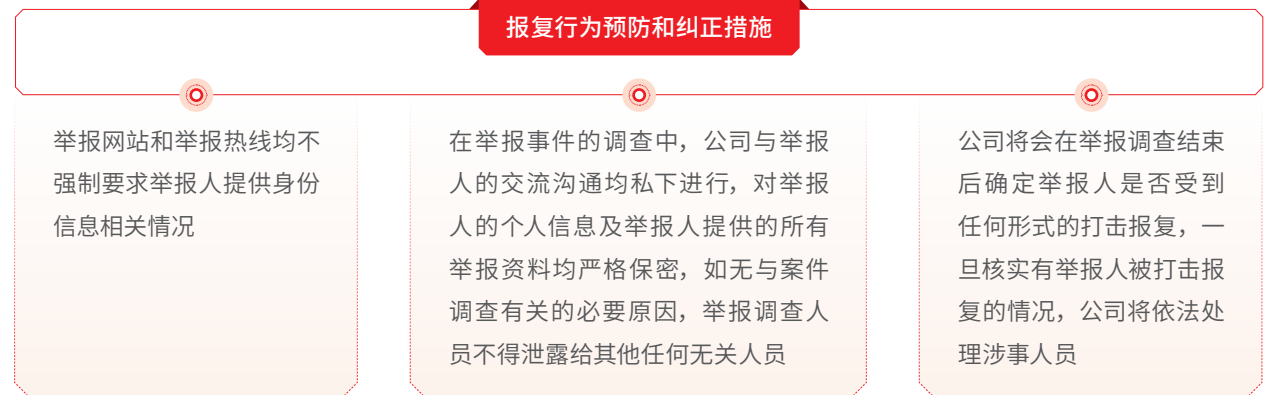 报复行为预防和纠正措施
举报网站和举报热线均不
强制要求举报人提供身份
信息相关情况
在举报事件的调查中，公司与举报
人的交流沟通均私下进行，对举报
人的个人信息及举报人提供的所有
举报资料均严格保密，如无与案件
调查有关的必要原因，举报调查人
员不得泄露给其他任何无关人员
公司将会在举报调查结束
后确定举报人是否受到
任何形式的打击报复，一
旦核实有举报人被打击报
复的情况，公司将依法处
理涉事人员